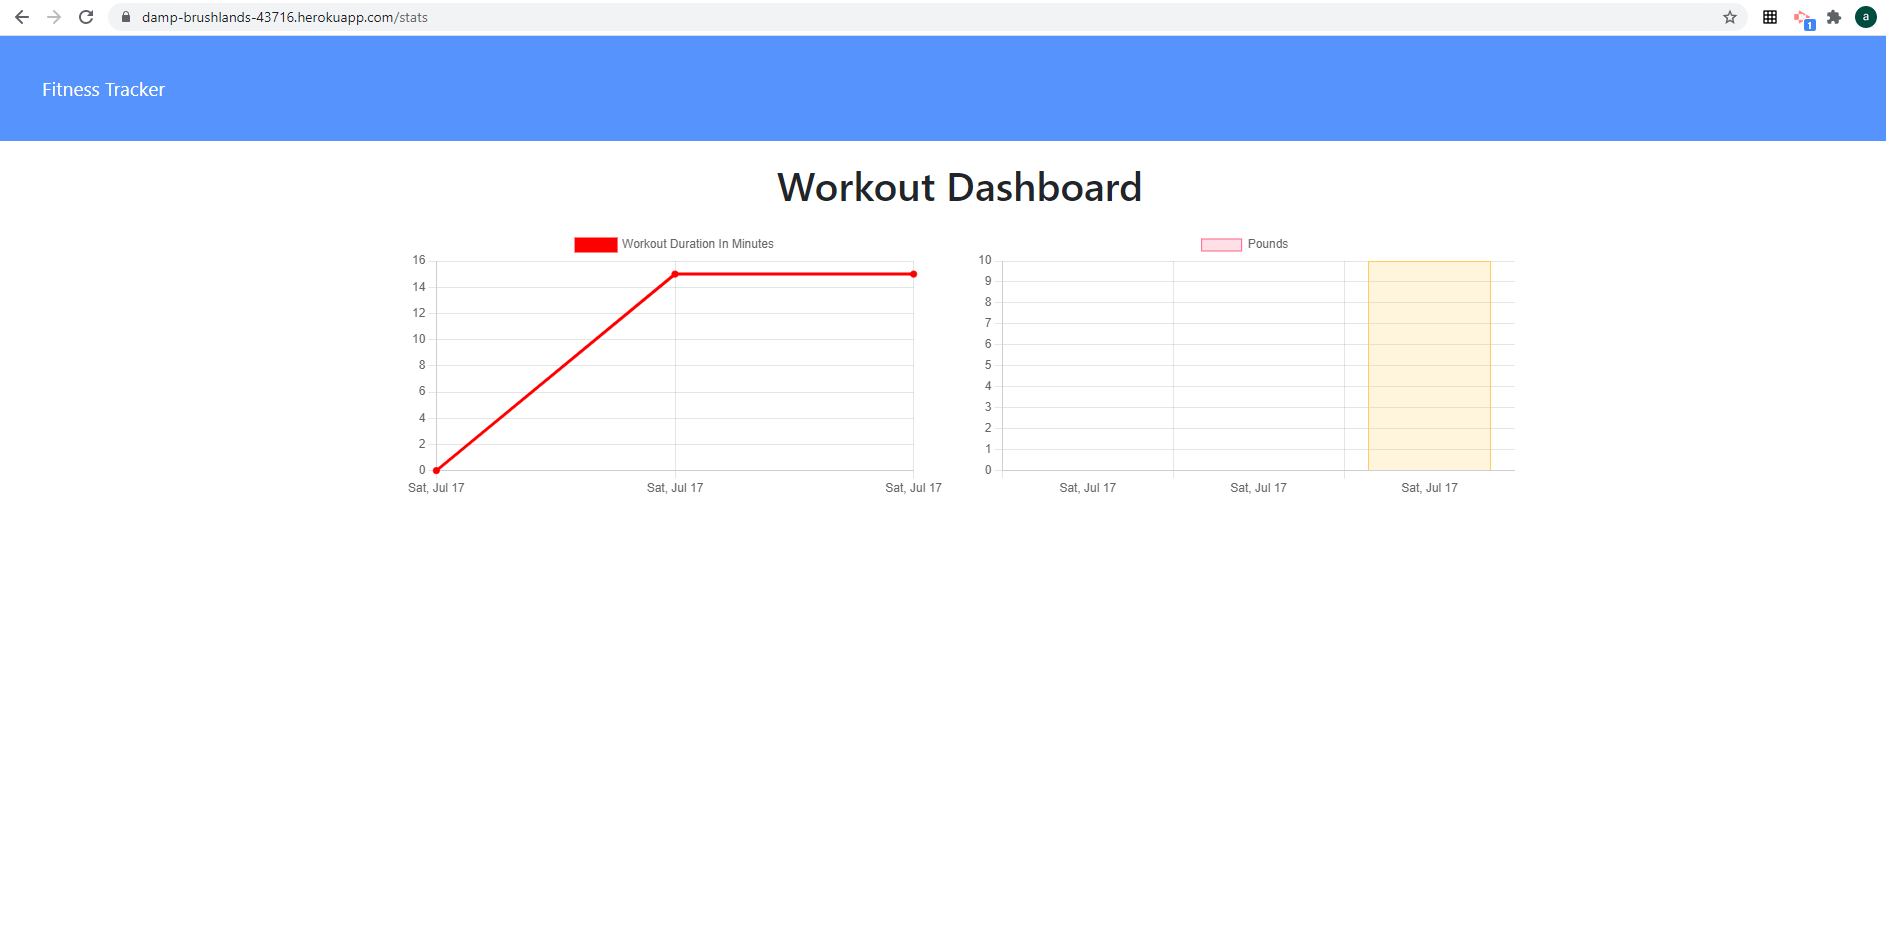 damp-brushlands-43716.herokuapp.com/stats
1
a
Fitness Tracker
Workout Dashboard
Workout Duration In Minutes
16
14
12
10
8
6
4
2
0
Sat, Jul 17 Sat, Jul 17 Sat, Jul 17
Pounds
10
9
8
7
6
5
4
3
2
1
0
Sat, Jul 17 Sat, Jul 17 Sat, Jul 17